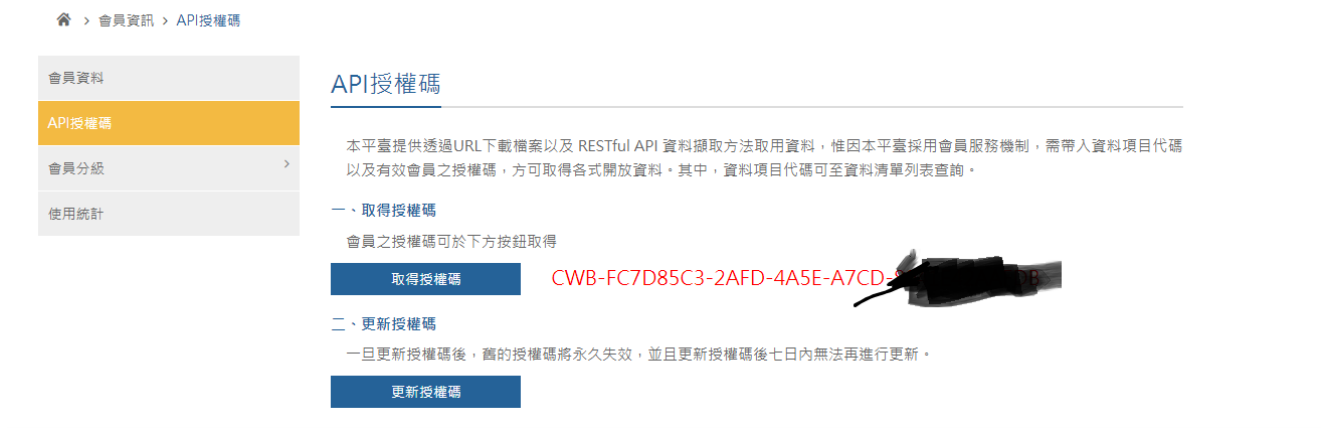 > 會員資訊 > API授權碼
會員資料
API授權碼
會員分級 >
使用統計
API授權碼
本平臺提供透過URL下載檔案以及 RESTful API 資料擷取方法取用資料，惟因本平臺採用會員服務機制，需帶入資料項目代碼
以及有效會員之授權碼，方可取得各式開放資料。其中，資料項目代碼可至資料清單列表查詢。
一、取得授權碼
會員之授權碼可於下方按鈕取得
取得授權碼 CWB-FC7D85C3-2AFD-4A5E-A7CD-
二、更新授權碼
一旦更新授權碼後，舊的授權碼將永久失效，並且更新授權碼後七日內無法再進行更新。
更新授權碼